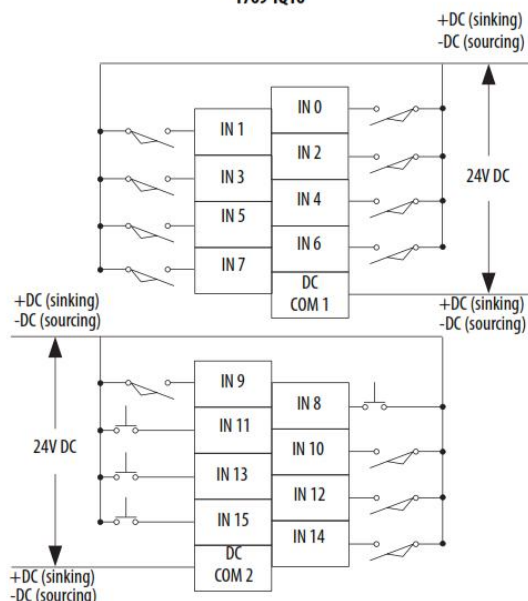 1769-IQ16
+DC (sinking)
-DC (sourcing)
IN 0
IN 1
IN 2
IN 3
IN 4
IN 5
IN 6
IN 7
DC
COM 1
24V DC
+DC (sinking)
-DC (sourcing)
+DC (sinking)
-DC (sourcing)
IN 9
IN 8
IN 11
IN 10
IN 13
IN 12
IN 15
IN 14
DC
COM 2
24V DC
+DC (sinking)
-DC (sourcing)